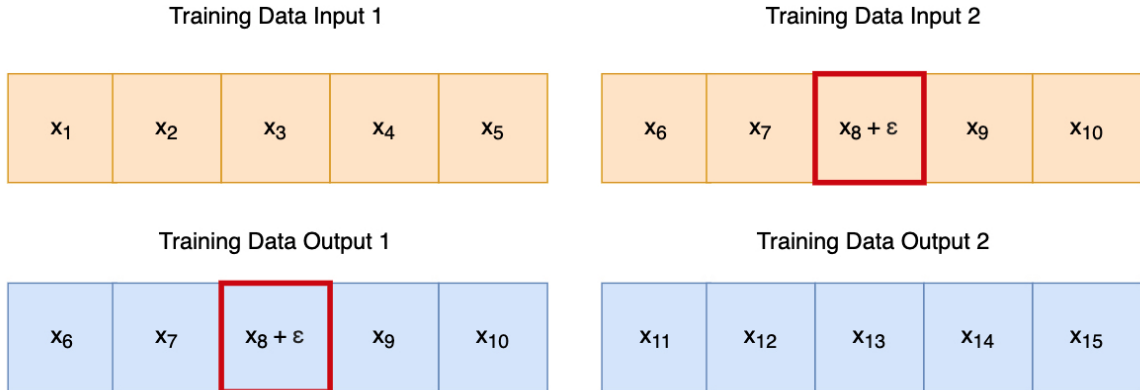 Training Data Input 1
Training Data Input 2
x₁ x₂ x₃ x₄ x₅
x₆ x₇ x₈ + ε x₉ x₁₀
Training Data Output 1
Training Data Output 2
x₆ x₇ x₈ + ε x₉ x₁₀
x₁₁ x₁₂ x₁₃ x₁₄ x₁₅